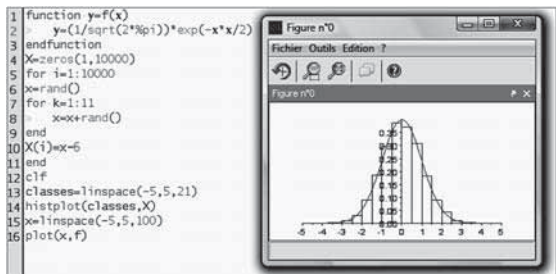 1 function y=f(x)
2 y=(1/sqrt(2*%pi))*exp(-x*x/2)
3 endfunction
4 X=zeros(1,10000)
5 for i=1:10000
6 x=rand()
7 for k=1:11
8 x=x+rand()
9 end
10 X(i)=x-6
11 end
12 clf
13 classes=linspace(-5,5,21)
14 histplot(classes,X)
15 x=linspace(-5,5,100)
16 plot(x,f)
Figure n°0
Fichier Outils Edition ?
Figure n°0
-5 -4 -3 -2 -1 0 1 2 3 4 5